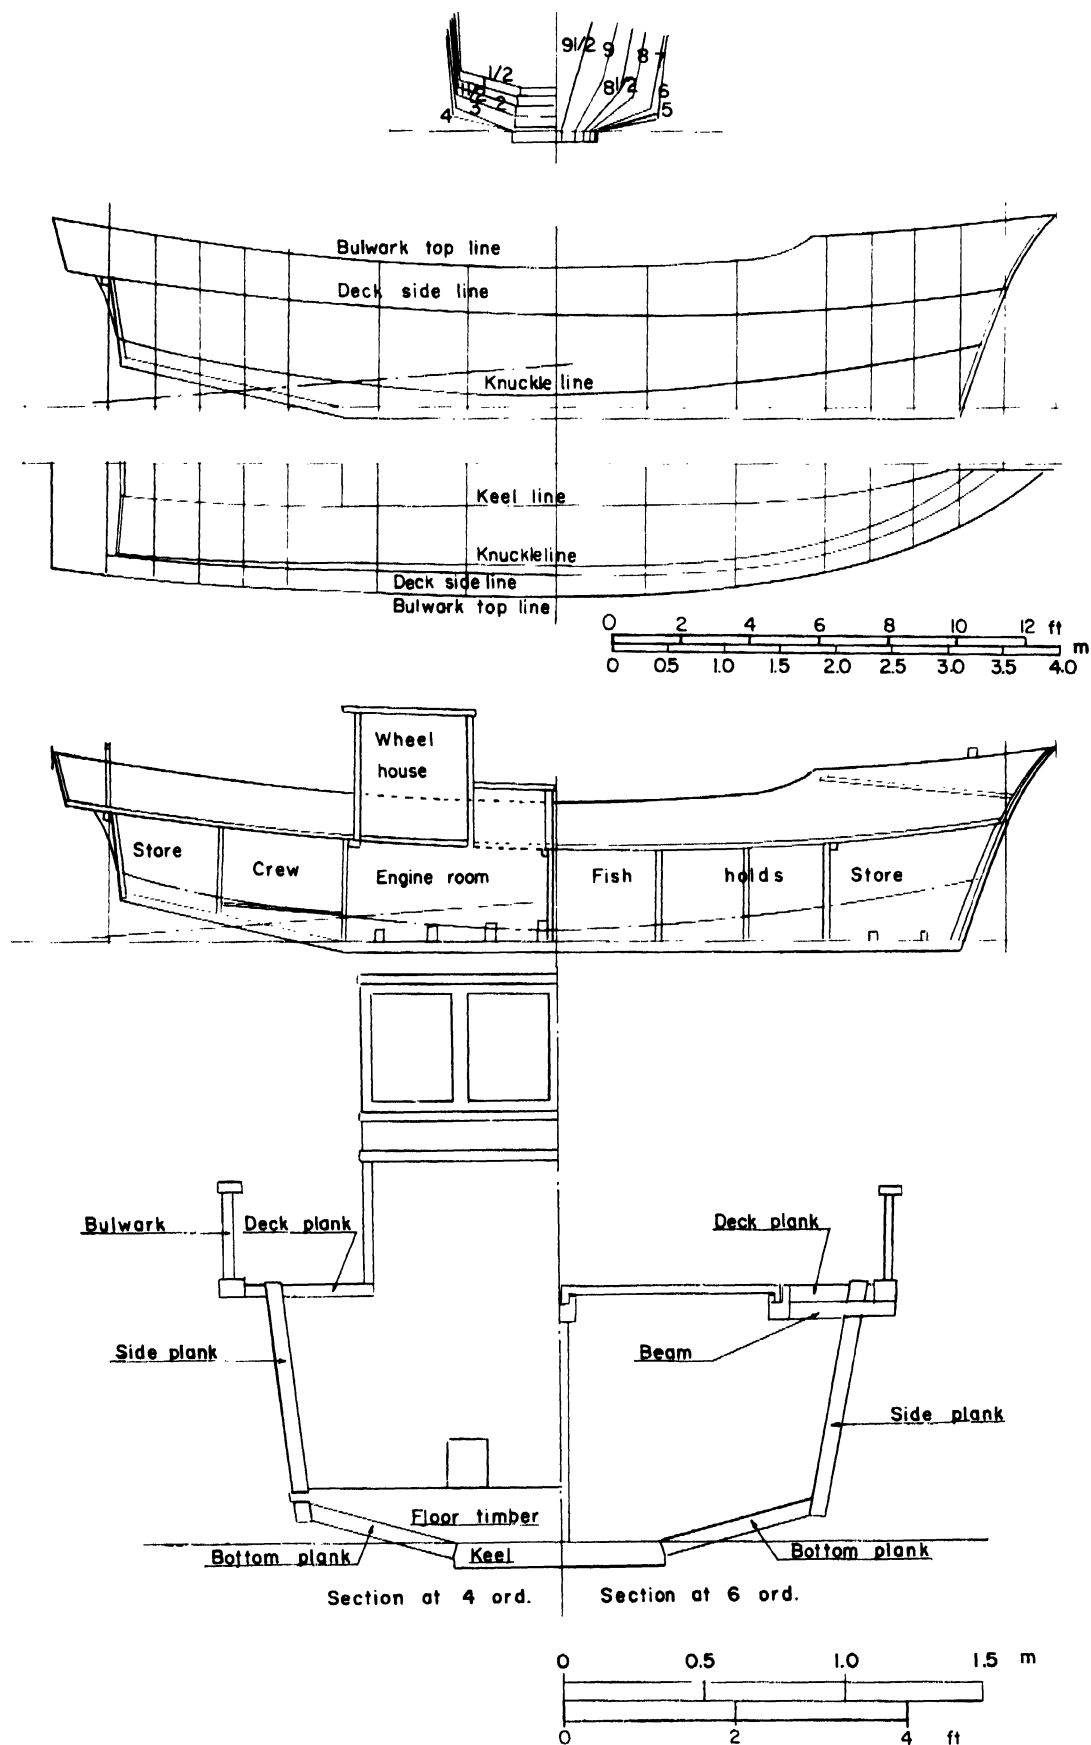 9 1/2 9 8 7
1/2
8 1/2
1 1/2
2
3
4
6
5
Bulwark top line
Deck side line
Knuckle line
Keel line
Knuckle line
Deck side line
Bulwark top line
0 2 4 6 8 10 12 ft
m
0 0.5 1.0 1.5 2.0 2.5 3.0 3.5 4.0
Wheel
house
Store
Crew
Engine room
Fish
holds
Store
Bulwark
Deck plank
Deck plank
Side plank
Beam
Side plank
Floor timber
Bottom plank
Keel
Bottom plank
Section at 4 ord.
Section at 6 ord.
0 0.5 1.0 1.5 m
0 2 4 ft